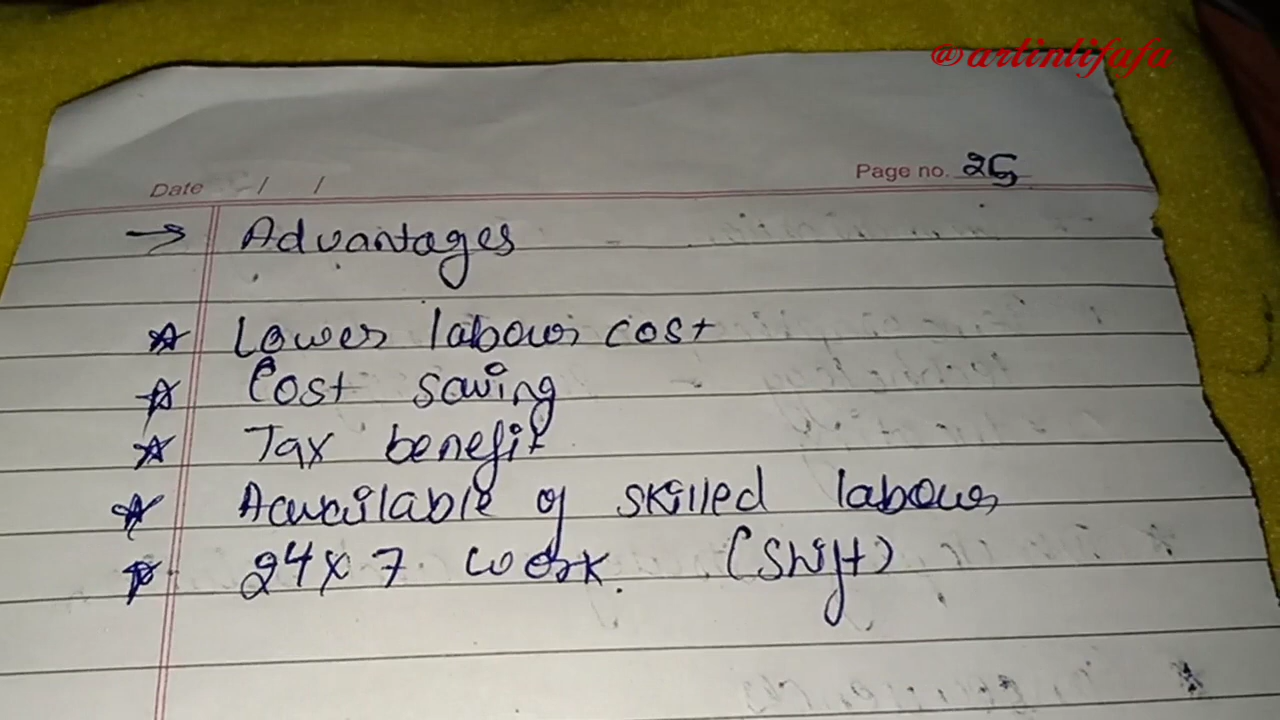 @artinlifafa
Page no. 25
Date / /
→ Advantages
☆ Lower labour cost
☆ Cost saving
☆ Tax benefit
☆ Acuailable of skilled labour
☆ 24x7 work. (Shift)